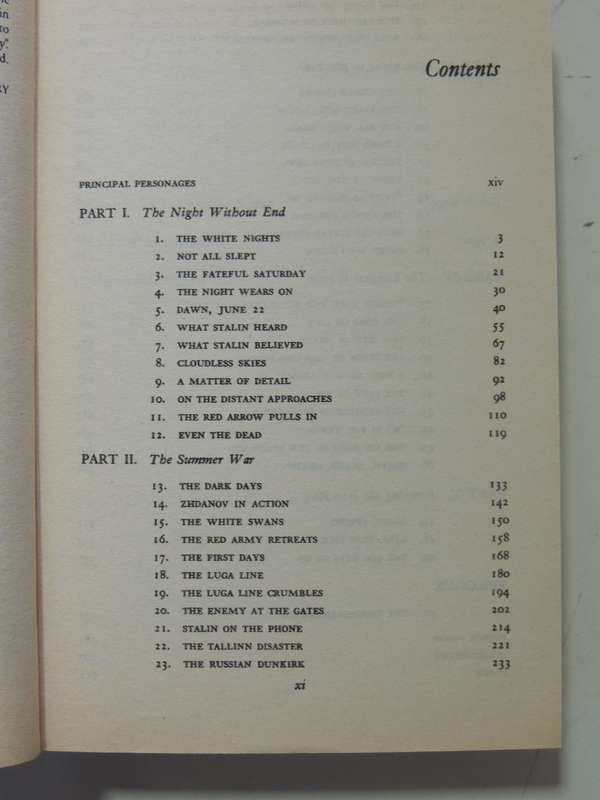 in
to
y."
d.
RY
Contents
PRINCIPAL PERSONAGES xiv
PART I. The Night Without End
1. THE WHITE NIGHTS 3
2. NOT ALL SLEPT 12
3. THE FATEFUL SATURDAY 21
4. THE NIGHT WEARS ON 30
5. DAWN, JUNE 22 40
6. WHAT STALIN HEARD 55
7. WHAT STALIN BELIEVED 67
8. CLOUDLESS SKIES 82
9. A MATTER OF DETAIL 92
10. ON THE DISTANT APPROACHES 98
11. THE RED ARROW PULLS IN 110
12. EVEN THE DEAD 119
PART II. The Summer War
13. THE DARK DAYS 133
14. ZHDANOV IN ACTION 142
15. THE WHITE SWANS 150
16. THE RED ARMY RETREATS 158
17. THE FIRST DAYS 168
18. THE LUGA LINE 180
19. THE LUGA LINE CRUMBLES 194
20. THE ENEMY AT THE GATES 202
21. STALIN ON THE PHONE 214
22. THE TALLINN DISASTER 221
23. THE RUSSIAN DUNKIRK 233
xi